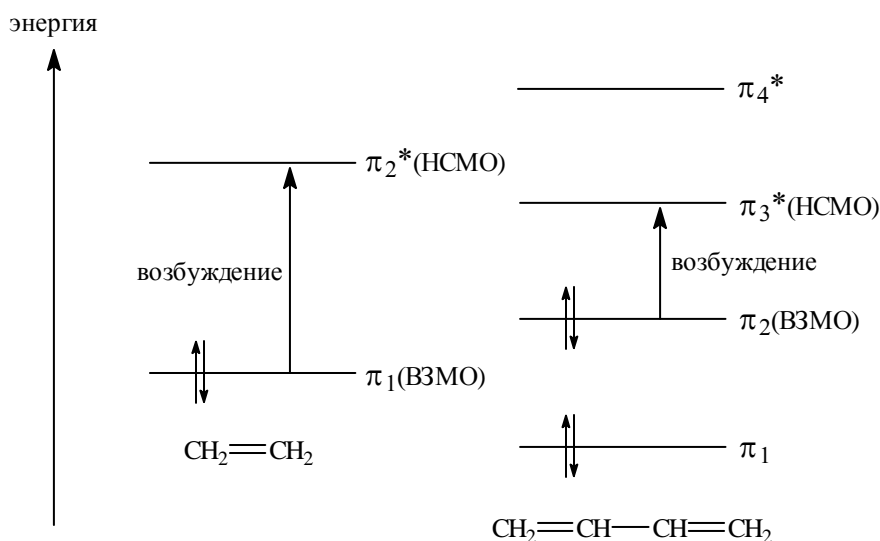 энергия
π₄*
π₂*(НСМО)
π₃*(НСМО)
возбуждение
возбуждение
π₂(ВЗМО)
π₁(ВЗМО)
CH₂=CH₂
π₁
CH₂=CH—CH=CH₂